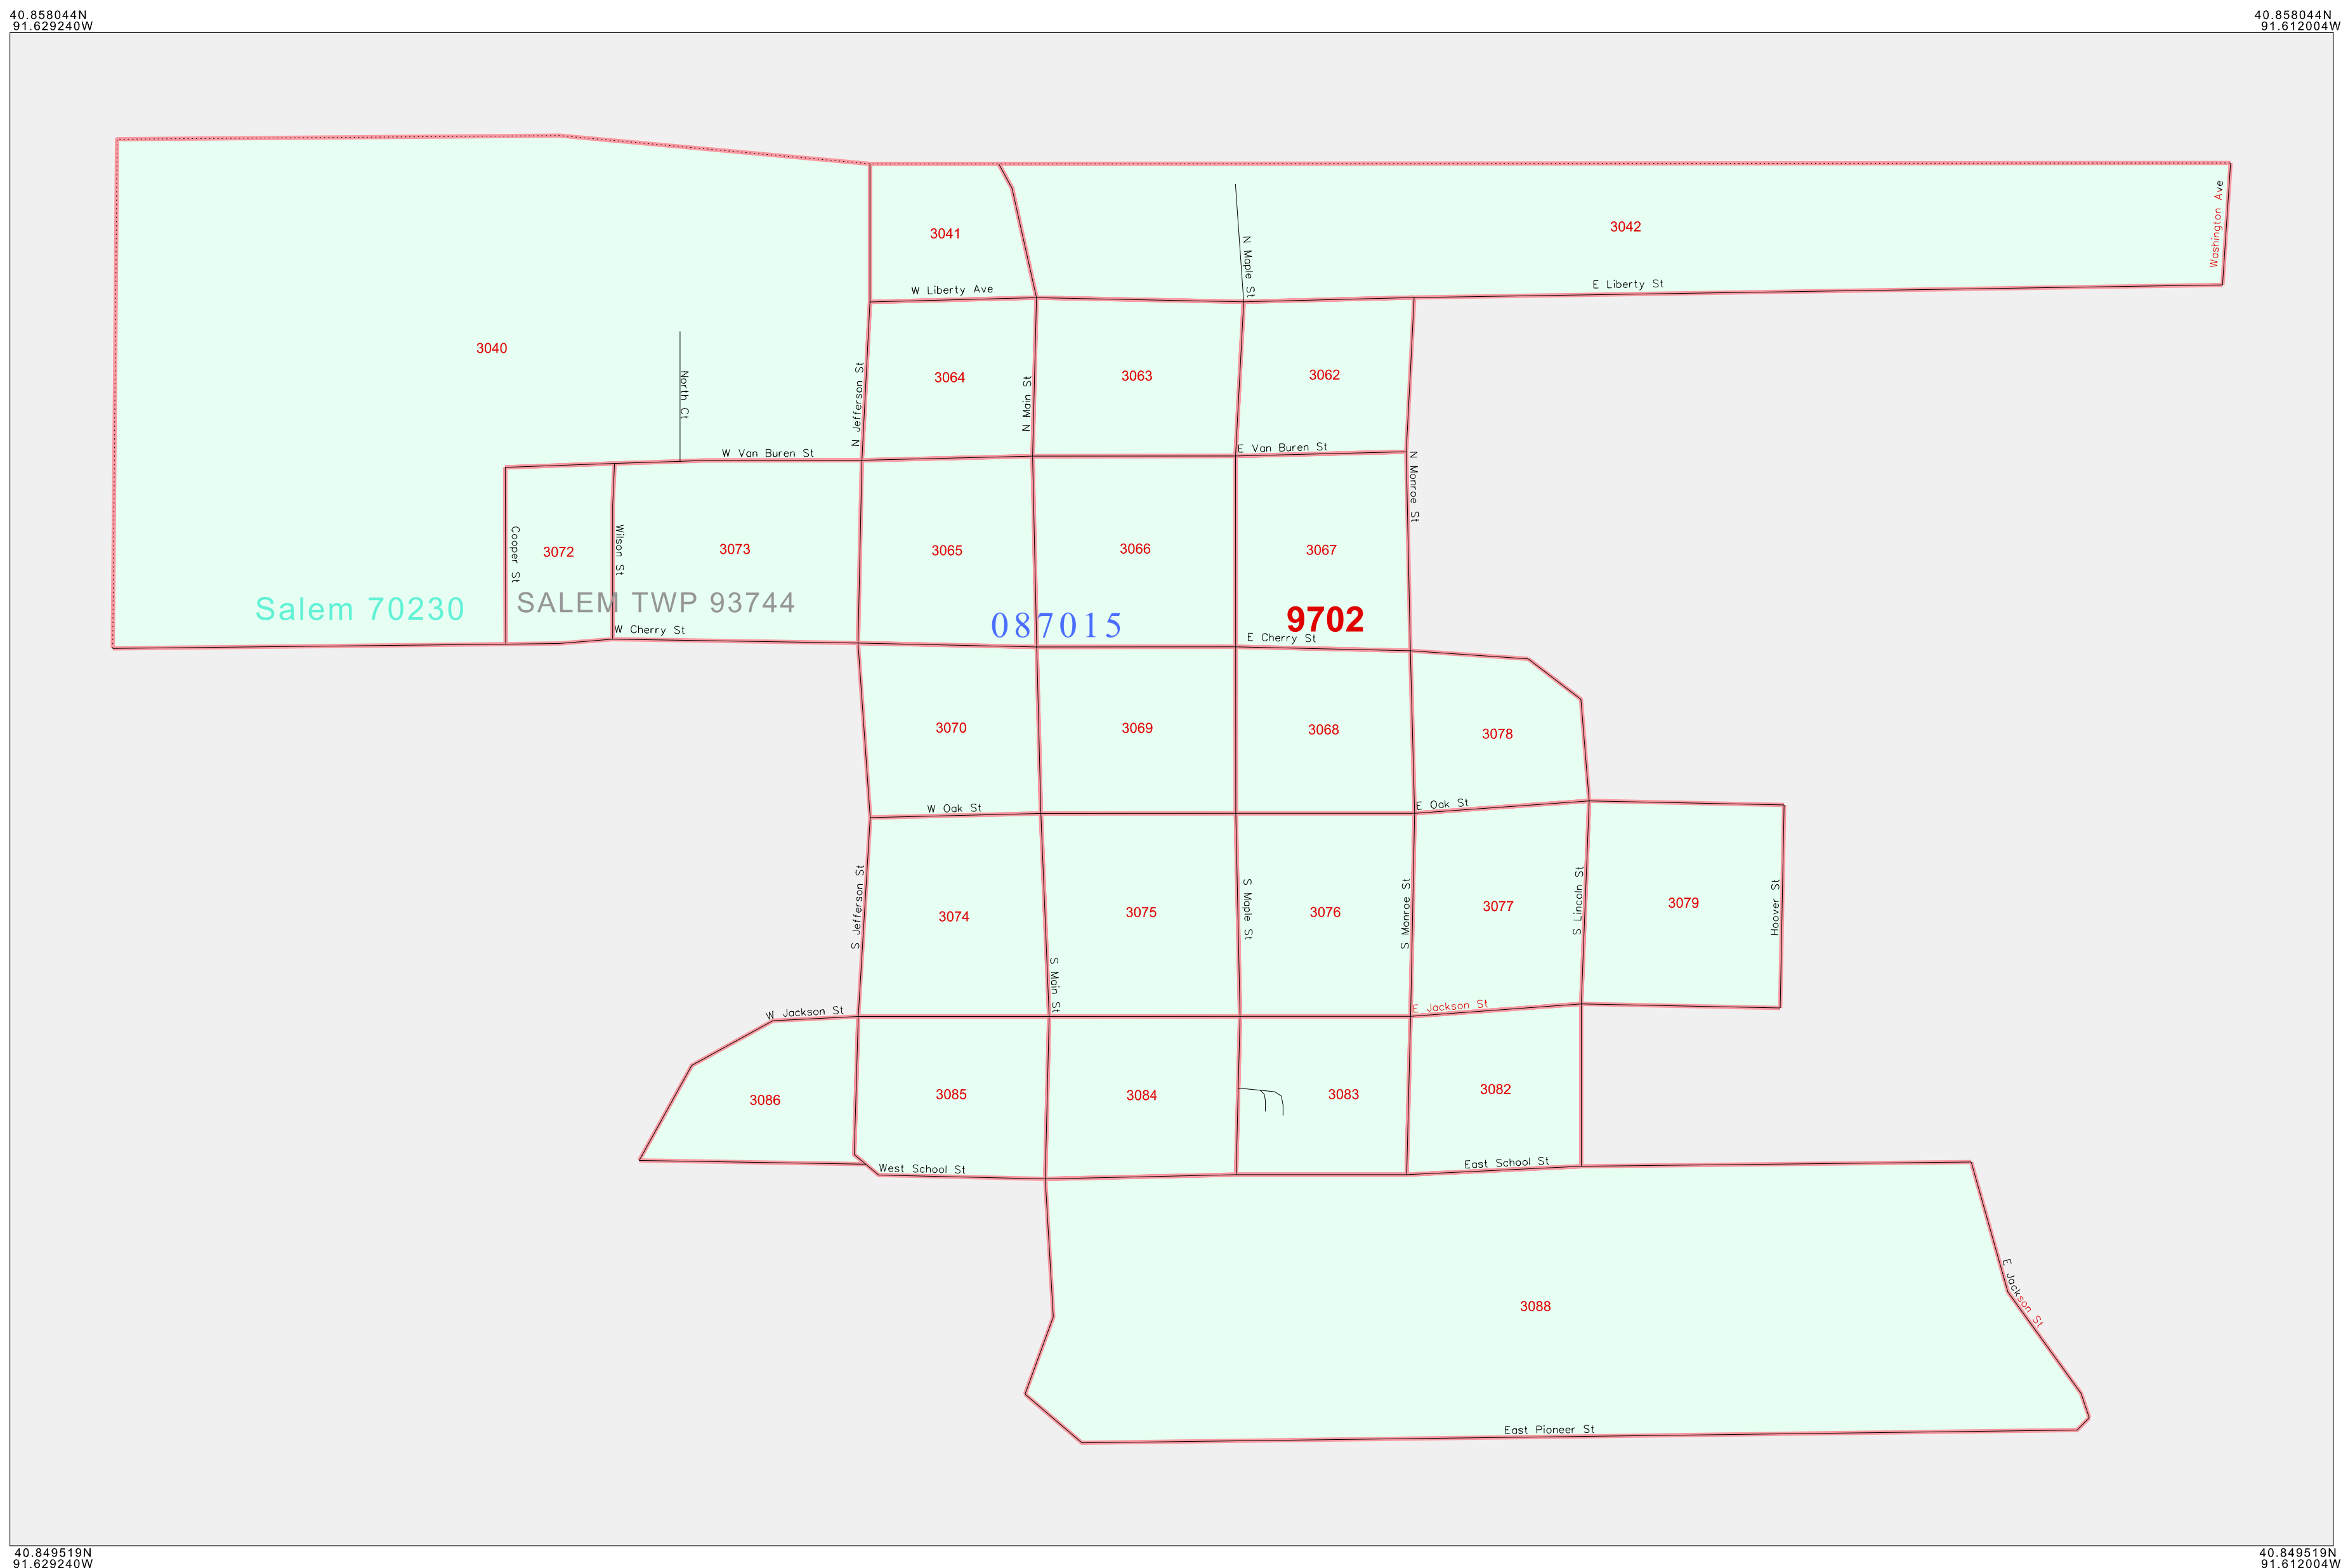 40.858044N
91.629240W
40.858044N
91.612004W
Washington Ave
3042
3041
N Maple St
E Liberty St
W Liberty Ave
3040
North Ct
N Jefferson St
3064
N Main St
3063
3062
W Van Buren St
E Van Buren St
N Monroe St
Cooper St
3072
Wilson St
3073
3065
3066
3067
Salem 70230
SALEM TWP 93744
087015
9702
W Cherry St
E Cherry St
3070
3069
3068
3078
W Oak St
E Oak St
S Jefferson St
3074
3075
S Maple St
3076
S Monroe St
3077
S Lincoln St
3079
Hoover St
S Main St
W Jackson St
E Jackson St
3086
3085
3084
3083
3082
West School St
East School St
E Jackson St
3088
East Pioneer St
40.849519N
91.629240W
40.849519N
91.612004W